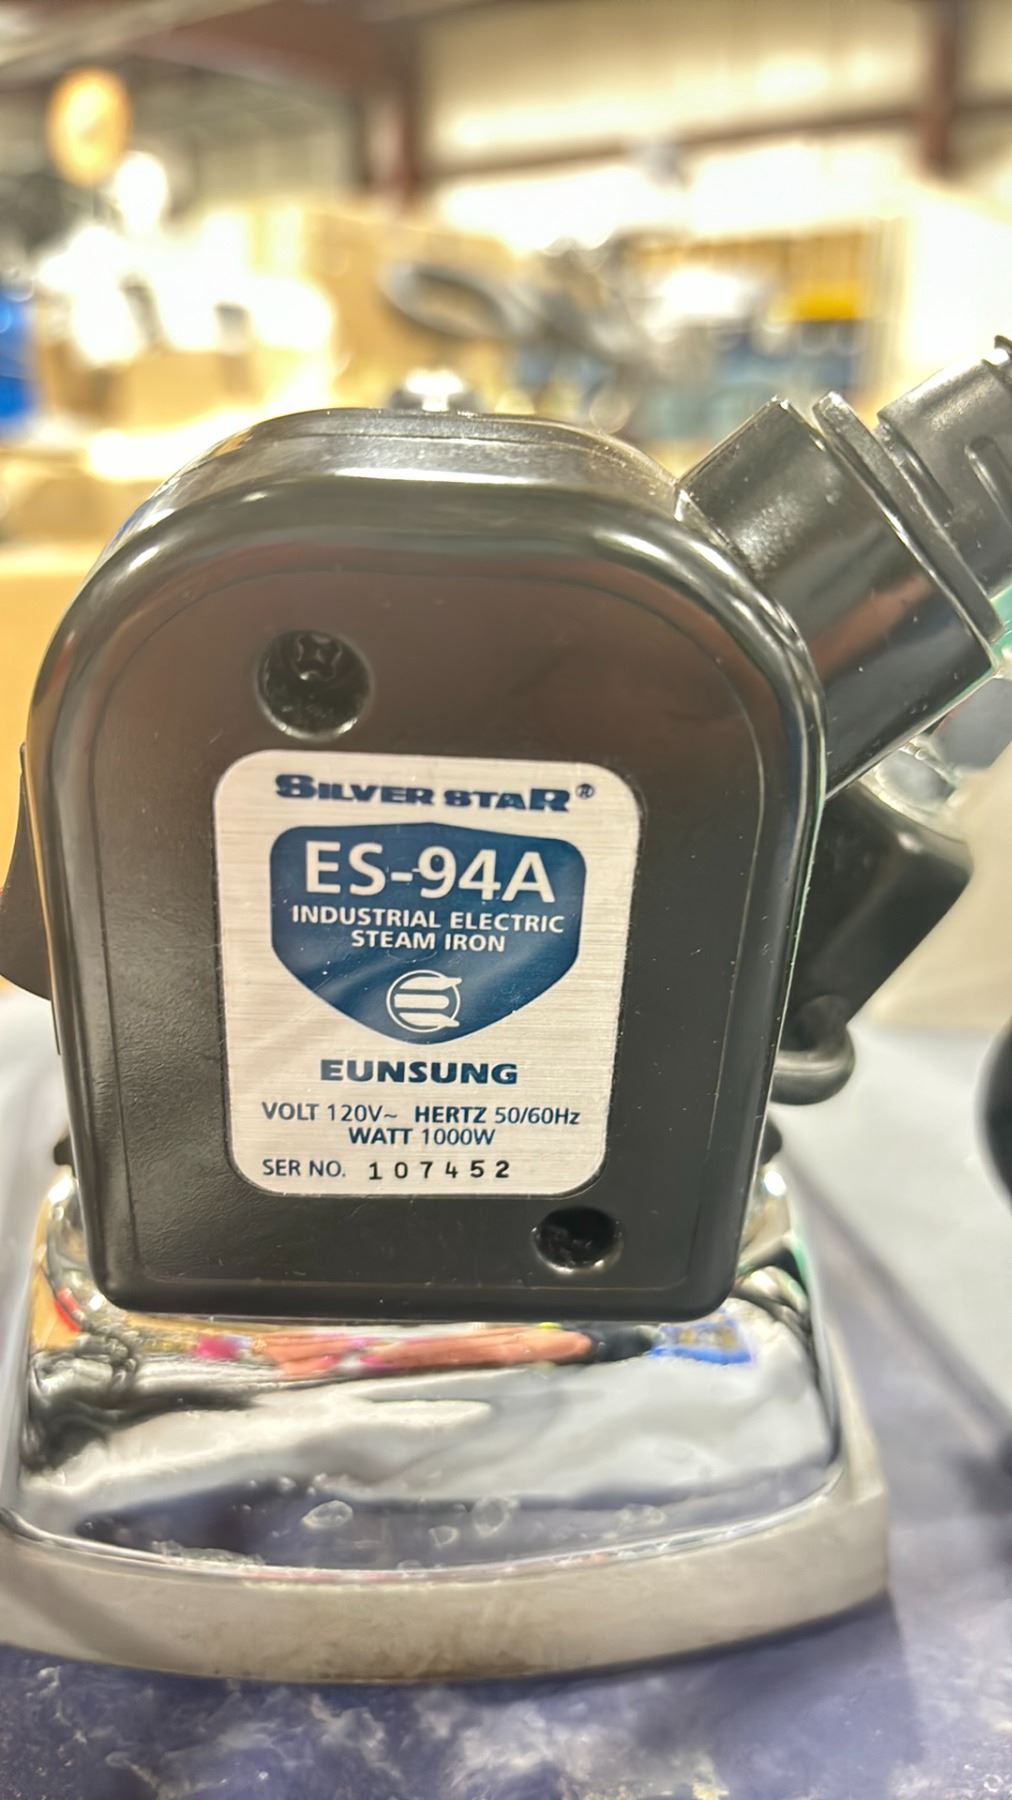 SILVER STAR®
ES-94A
INDUSTRIAL ELECTRIC
STEAM IRON
EUNSUNG
VOLT 120V~ HERTZ 50/60Hz
WATT 1000W
SER NO. 107452